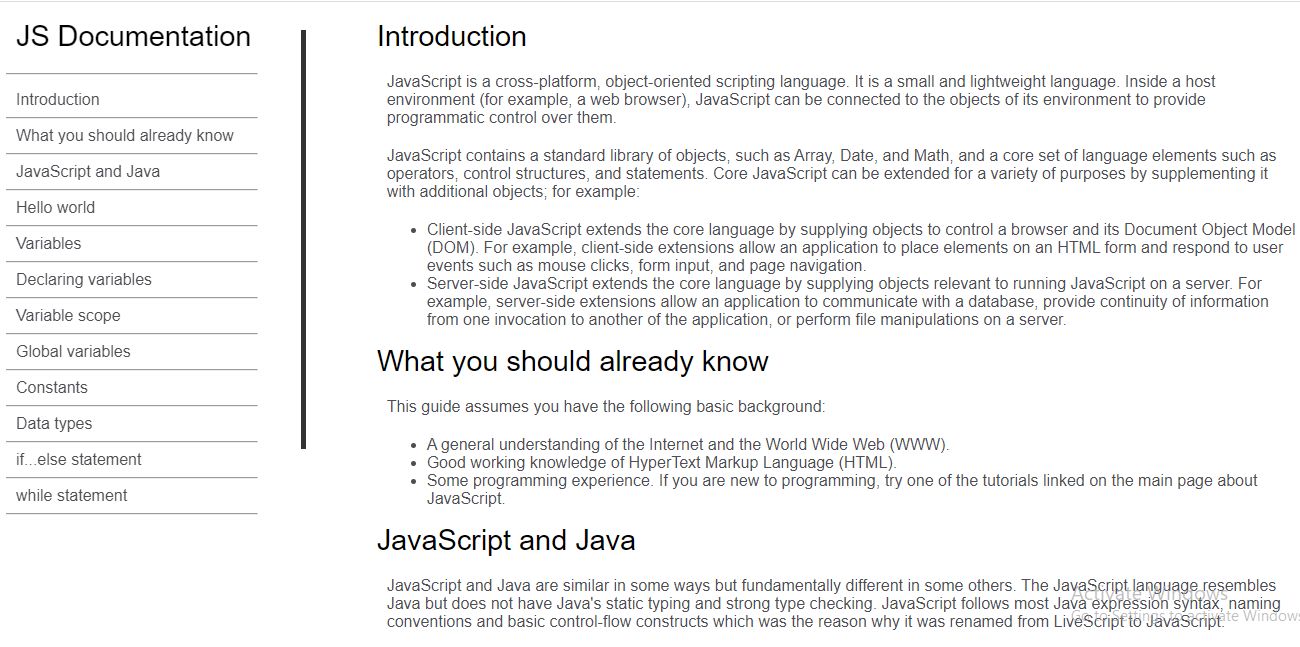 JS Documentation
Introduction
What you should already know
JavaScript and Java
Hello world
Variables
Declaring variables
Variable scope
Global variables
Constants
Data types
if...else statement
while statement
Introduction
JavaScript is a cross-platform, object-oriented scripting language. It is a small and lightweight language. Inside a host
environment (for example, a web browser), JavaScript can be connected to the objects of its environment to provide
programmatic control over them.
JavaScript contains a standard library of objects, such as Array, Date, and Math, and a core set of language elements such as
operators, control structures, and statements. Core JavaScript can be extended for a variety of purposes by supplementing it
with additional objects; for example:
• Client-side JavaScript extends the core language by supplying objects to control a browser and its Document Object Model
(DOM). For example, client-side extensions allow an application to place elements on an HTML form and respond to user
events such as mouse clicks, form input, and page navigation.
• Server-side JavaScript extends the core language by supplying objects relevant to running JavaScript on a server. For
example, server-side extensions allow an application to communicate with a database, provide continuity of information
from one invocation to another of the application, or perform file manipulations on a server.
What you should already know
This guide assumes you have the following basic background:
• A general understanding of the Internet and the World Wide Web (WWW).
• Good working knowledge of HyperText Markup Language (HTML).
• Some programming experience. If you are new to programming, try one of the tutorials linked on the main page about
JavaScript.
JavaScript and Java
JavaScript and Java are similar in some ways but fundamentally different in some others. The JavaScript language resembles
Java but does not have Java's static typing and strong type checking. JavaScript follows most Java expression syntax, naming
conventions and basic control-flow constructs which was the reason why it was renamed from LiveScript to JavaScript.
Activate Windows
Go to Settings to activate Windows